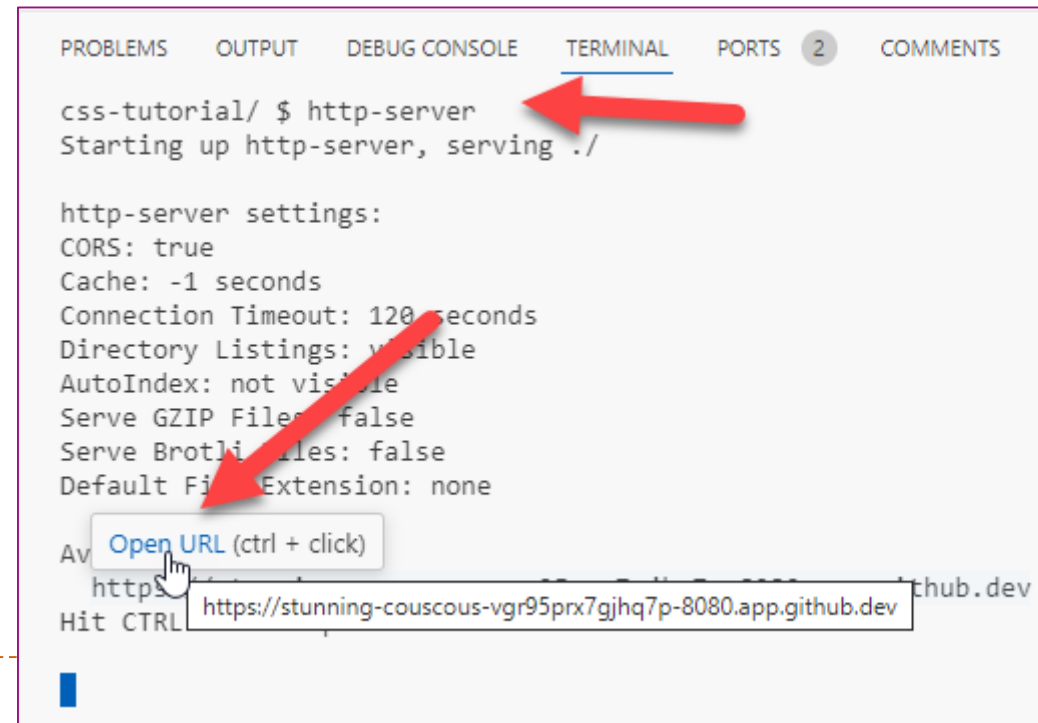 PROBLEMS OUTPUT DEBUG CONSOLE TERMINAL PORTS 2 COMMENTS
css-tutorial/ $ http-server
Starting up http-server, serving ./
http-server settings:
CORS: true
Cache: -1 seconds
Connection Timeout: 120 seconds
Directory Listings: visible
AutoIndex: not visible
Serve GZIP Files: false
Serve Brotli Files: false
Default File Extension: none
Open URL (ctrl + click)
https://stunning-couscous-vgr95prx7gjhq7p-8080.app.github.dev
Hit CTRL